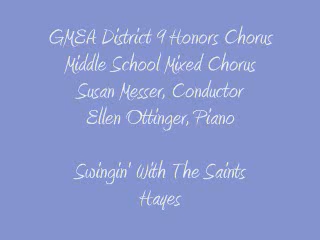 GMEA District 9 Honors Chorus
Middle School Mixed Chorus
Susan Messer, Conductor
Ellen Ottinger, Piano
Swingin' With The Saints
Hayes